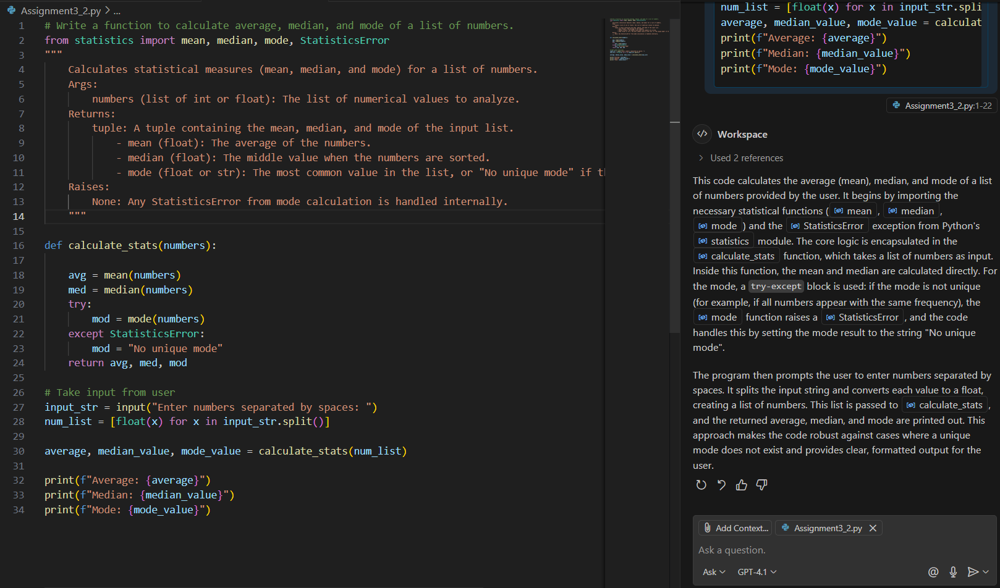 Assignment3_2.py > ...
1 # Write a function to calculate average, median, and mode of a list of numbers.
2 from statistics import mean, median, mode, StatisticsError
3 """
4 Calculates statistical measures (mean, median, and mode) for a list of numbers.
5 Args:
6 numbers (list of int or float): The list of numerical values to analyze.
7 Returns:
8 tuple: A tuple containing the mean, median, and mode of the input list.
9 - mean (float): The average of the numbers.
10 - median (float): The middle value when the numbers are sorted.
11 - mode (float or str): The most common value in the list, or "No unique mode" if th
12 Raises:
13 None: Any StatisticsError from mode calculation is handled internally.
14 """
15
16 def calculate_stats(numbers):
17
18 avg = mean(numbers)
19 med = median(numbers)
20 try:
21 mod = mode(numbers)
22 except StatisticsError:
23 mod = "No unique mode"
24 return avg, med, mod
25
26 # Take input from user
27 input_str = input("Enter numbers separated by spaces: ")
28 num_list = [float(x) for x in input_str.split()]
29
30 average, median_value, mode_value = calculate_stats(num_list)
31
32 print(f"Average: {average}")
33 print(f"Median: {median_value}")
34 print(f"Mode: {mode_value}")
num_list = [float(x) for x in input_str.spli
average, median_value, mode_value = calculat
print(f"Average: {average}")
print(f"Median: {median_value}")
print(f"Mode: {mode_value}")
Assignment3_2.py:1-22
Workspace
> Used 2 references
This code calculates the average (mean), median, and mode of a list
of numbers provided by the user. It begins by importing the
necessary statistical functions ( mean , median ,
mode ) and the StatisticsError exception from Python's
statistics module. The core logic is encapsulated in the
calculate_stats function, which takes a list of numbers as input.
Inside this function, the mean and median are calculated directly. For
the mode, a try-except block is used: if the mode is not unique
(for example, if all numbers appear with the same frequency), the
mode function raises a StatisticsError , and the code
handles this by setting the mode result to the string "No unique
mode".
The program then prompts the user to enter numbers separated by
spaces. It splits the input string and converts each value to a float,
creating a list of numbers. This list is passed to calculate_stats ,
and the returned average, median, and mode are printed out. This
approach makes the code robust against cases where a unique
mode does not exist and provides clear, formatted output for the
user.
Add Context... Assignment3_2.py
Ask a question.
Ask GPT-4.1 @